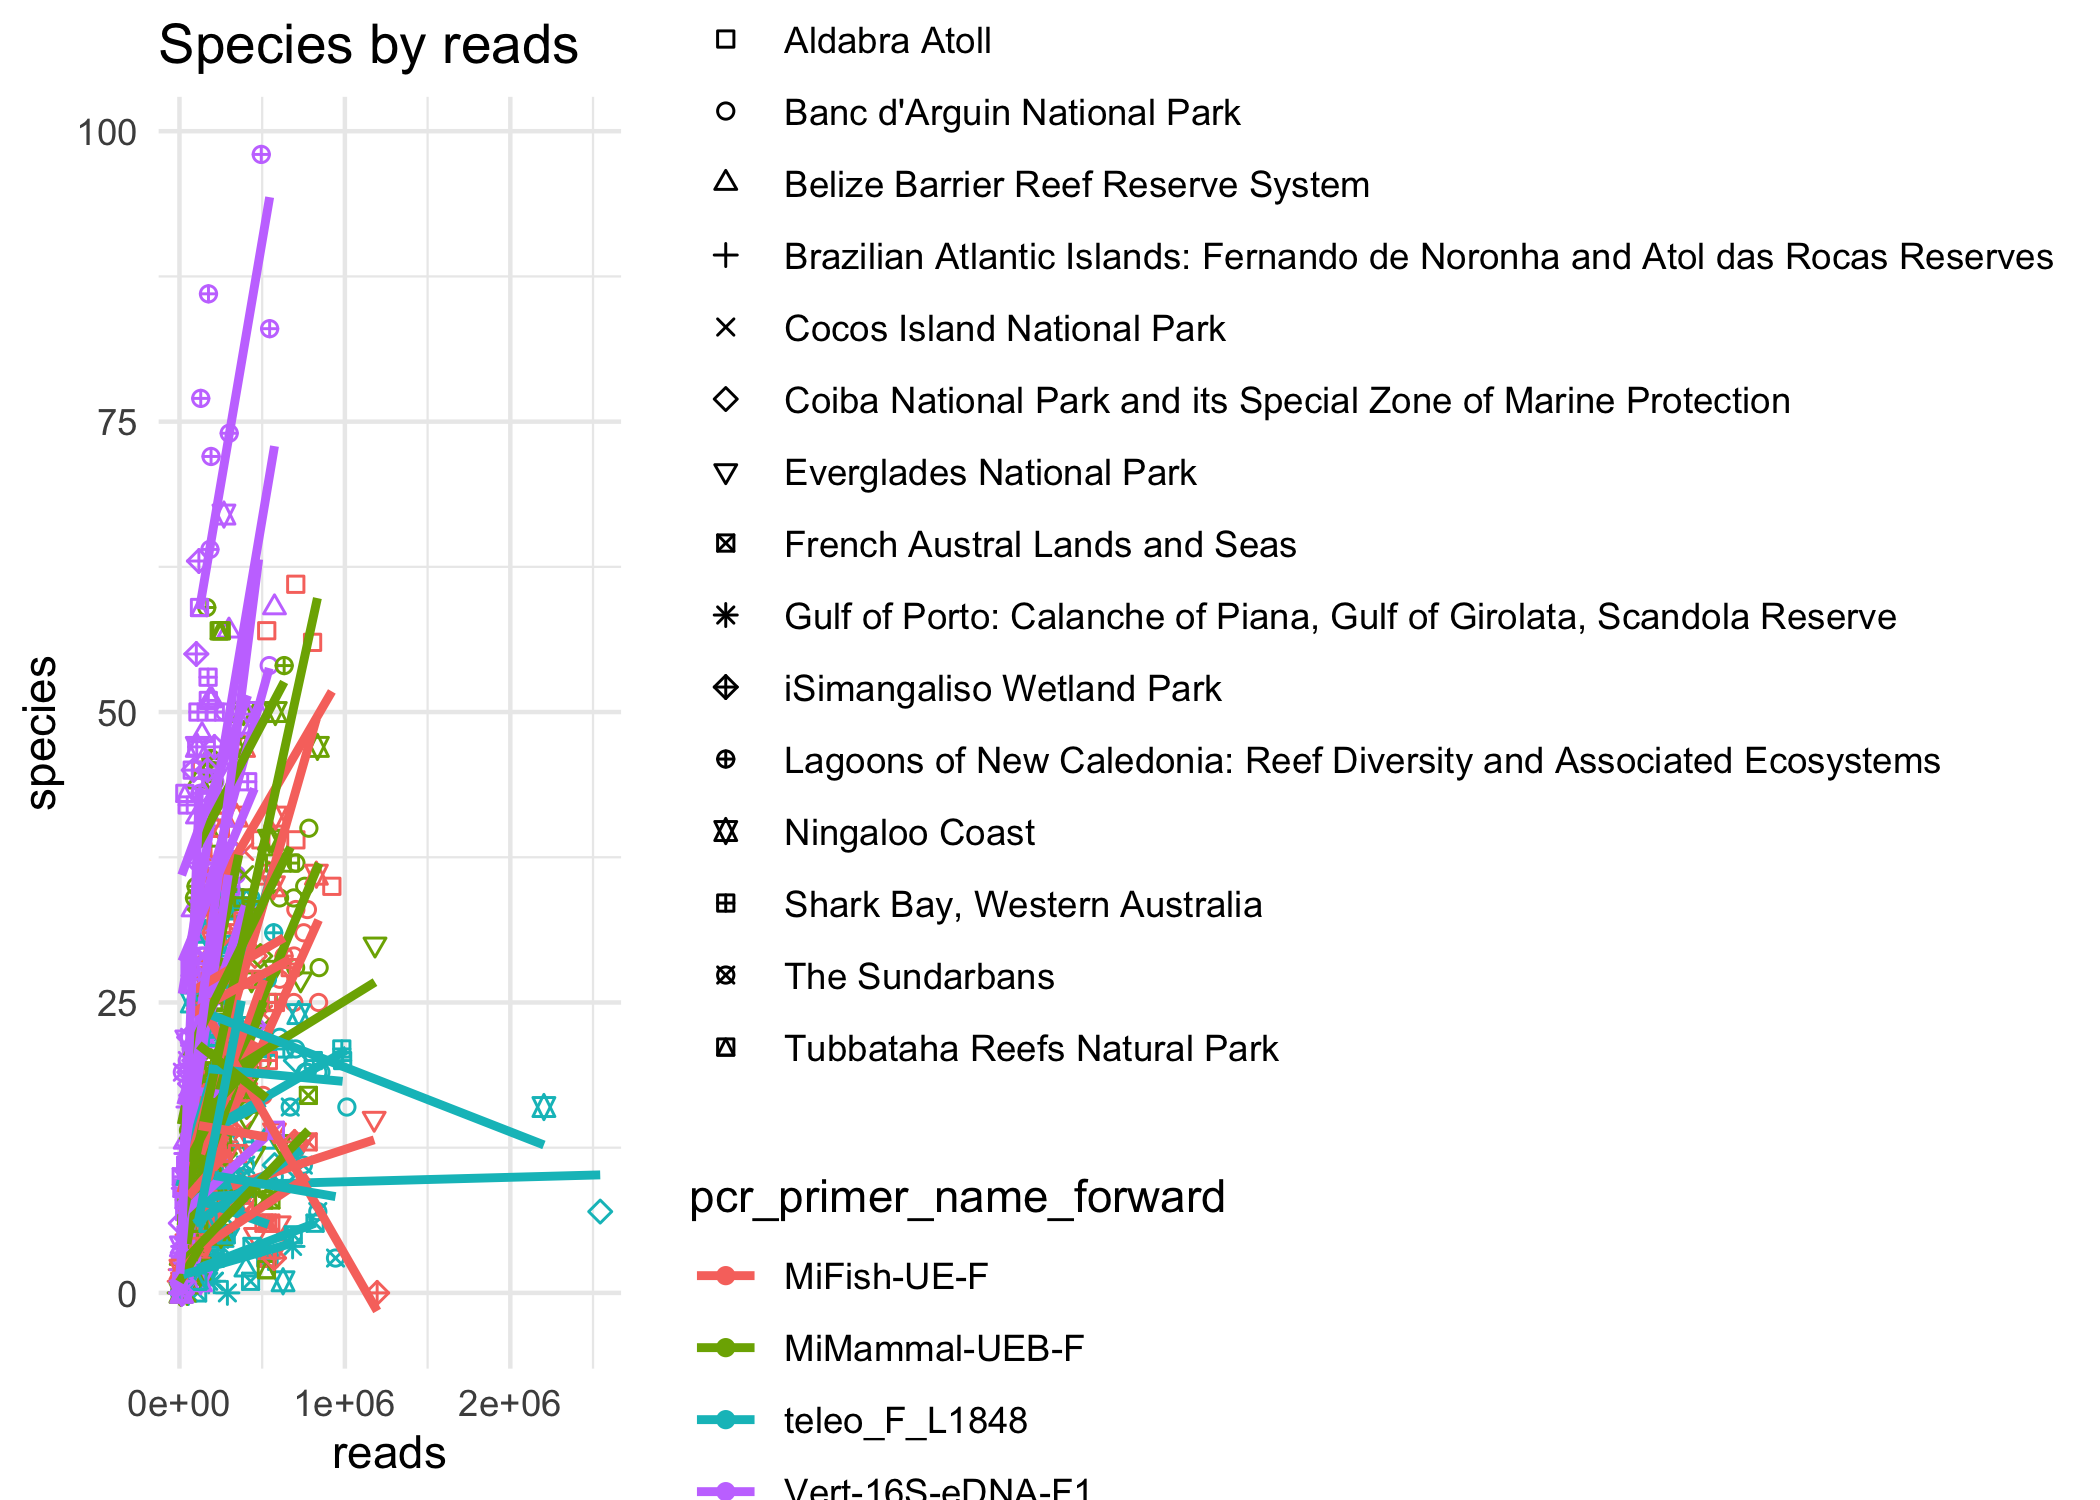 Species by reads
100
75
50
25
0
species
0e+00 1e+06 2e+06
reads
Aldabra Atoll
Banc d'Arguin National Park
Belize Barrier Reef Reserve System
Brazilian Atlantic Islands: Fernando de Noronha and Atol das Rocas Reserves
Cocos Island National Park
Coiba National Park and its Special Zone of Marine Protection
Everglades National Park
French Austral Lands and Seas
Gulf of Porto: Calanche of Piana, Gulf of Girolata, Scandola Reserve
iSimangaliso Wetland Park
Lagoons of New Caledonia: Reef Diversity and Associated Ecosystems
Ningaloo Coast
Shark Bay, Western Australia
The Sundarbans
Tubbataha Reefs Natural Park
pcr_primer_name_forward
MiFish-UE-F
MiMammal-UEB-F
teleo_F_L1848
Vert-16S-eDNA-F1